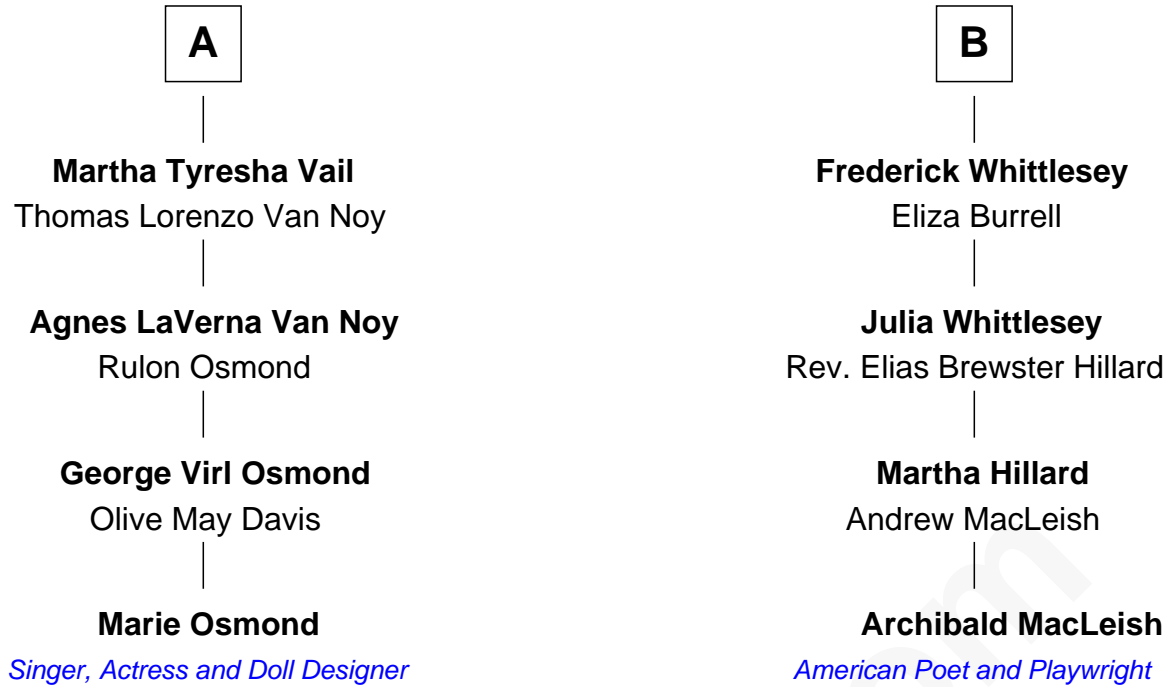 A
Martha Tyresha Vail
Thomas Lorenzo Van Noy
Agnes LaVerna Van Noy
Rulon Osmond
George Virl Osmond
Olive May Davis
Marie Osmond
Singer, Actress and Doll Designer
B
Frederick Whittlesey
Eliza Burrell
Julia Whittlesey
Rev. Elias Brewster Hillard
Martha Hillard
Andrew MacLeish
Archibald MacLeish
American Poet and Playwright